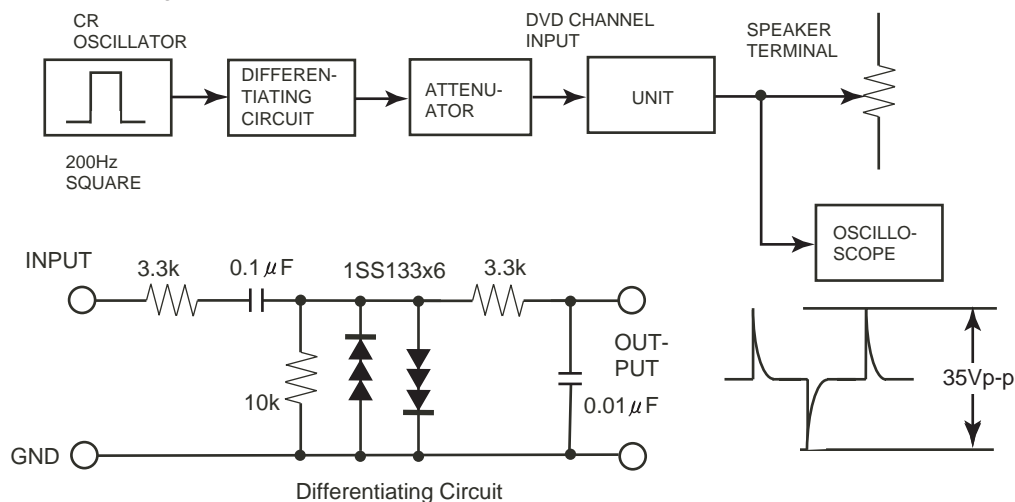 CR
OSCILLATOR
DVD CHANNEL
INPUT
SPEAKER
TERMINAL
DIFFEREN-
TIATING
CIRCUIT
ATTENU-
ATOR
UNIT
200Hz
SQUARE
OSCILLO-
SCOPE
INPUT
3.3k
0.1μF
1SS133x6
3.3k
OUT-
PUT
10k
0.01μF
35Vp-p
GND
Differentiating Circuit